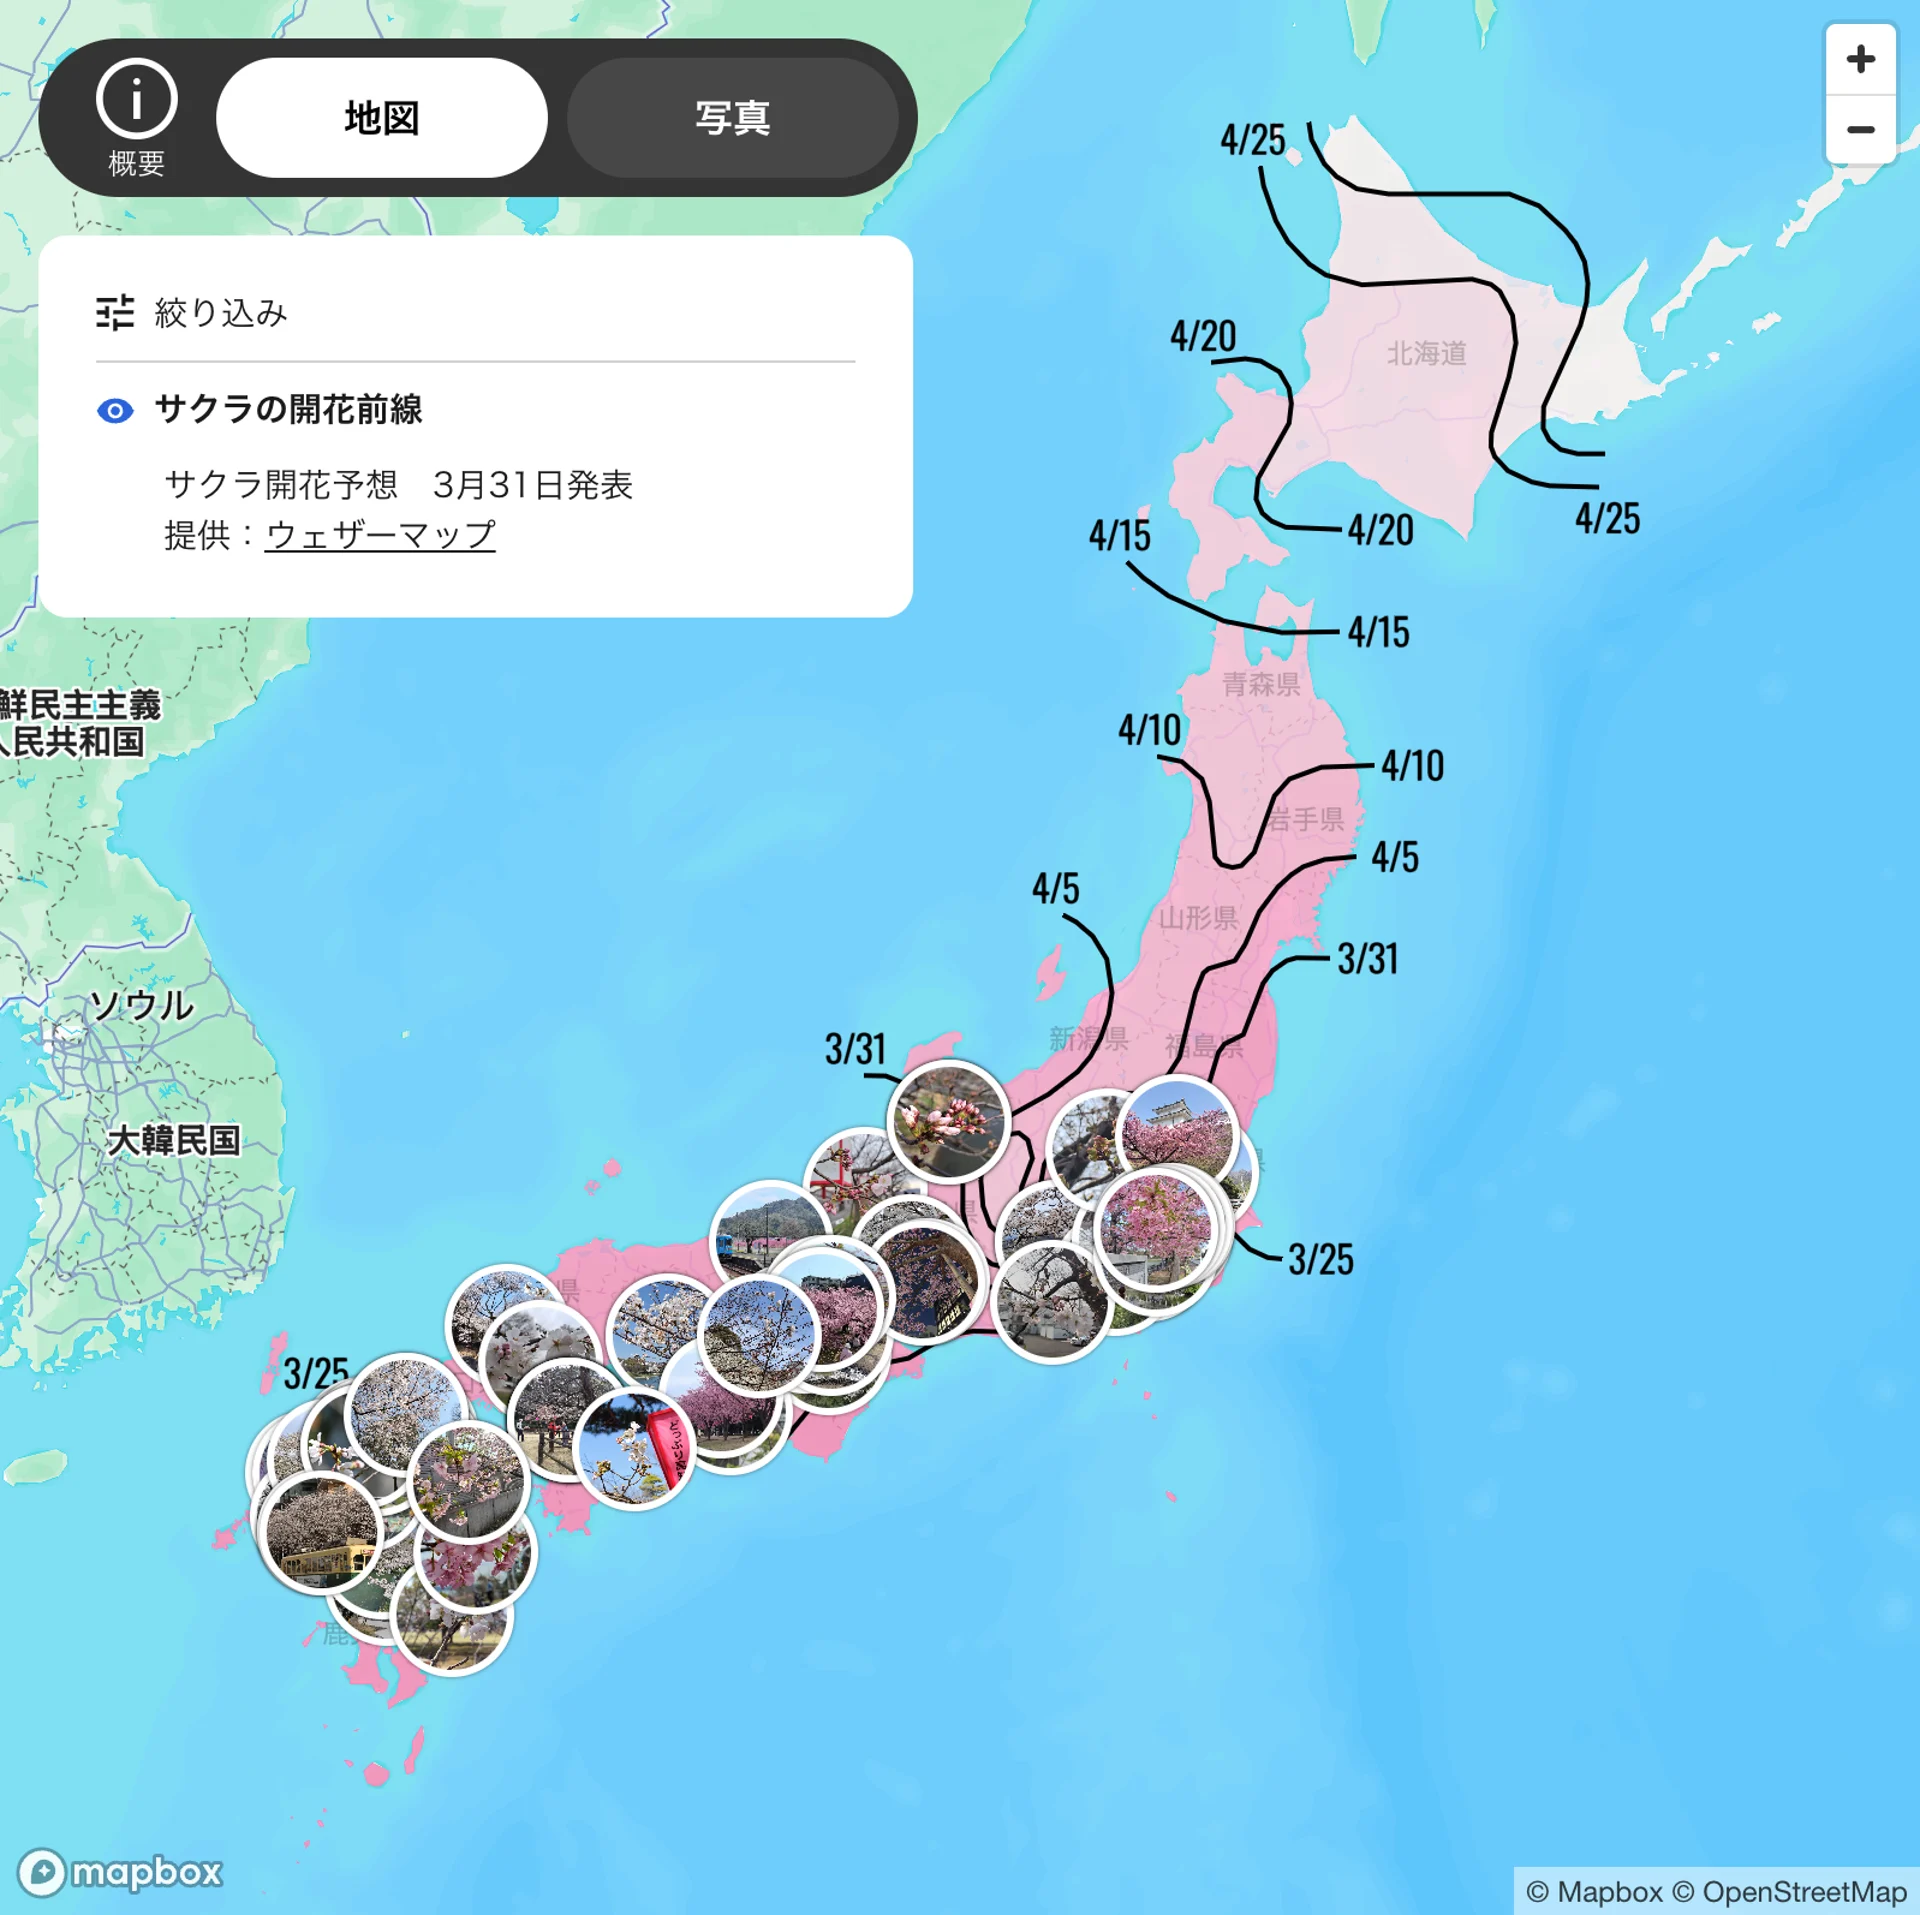 概要
地図
写真
絞り込み
サクラの開花前線
サクラ開花予想　3月31日発表
提供：ウェザーマップ
4/25
4/20
北海道
4/25
4/20
4/15
4/15
青森県
鮮民主主義
人民共和国
4/10
4/10
岩手県
4/5
4/5
山形県
3/31
ソウル
新潟県
福島県
3/31
大韓民国
県
県
3/25
県
3/25
鹿
mapbox
© Mapbox © OpenStreetMap